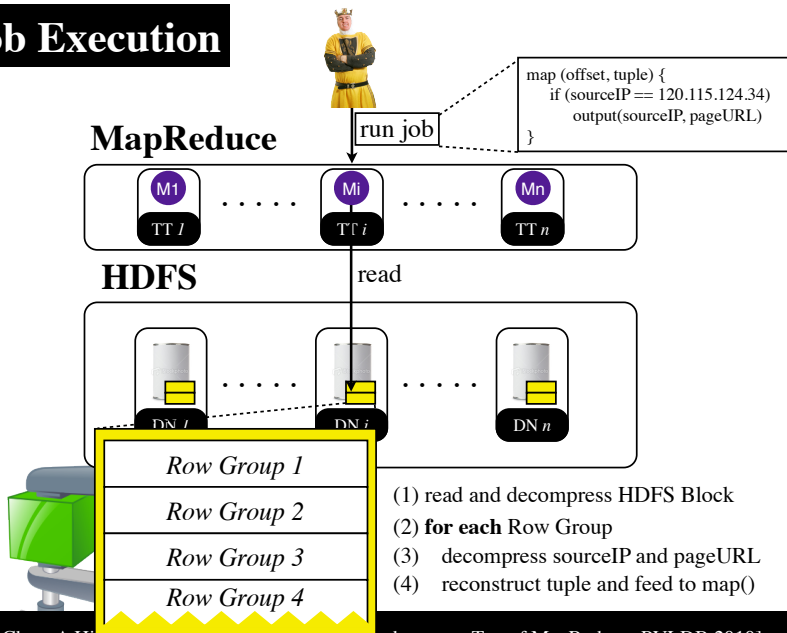 b Execution
map (offset, tuple) {
if (sourceIP == 120.115.124.34)
output(sourceIP, pageURL)
}
run job
MapReduce
M1 ..... Mi ..... Mn
TT 1 TT i TT n
HDFS
read
..... .....
DN 1 DN i DN n
Row Group 1
Row Group 2
Row Group 3
Row Group 4
(1) read and decompress HDFS Block
(2) for each Row Group
(3) decompress sourceIP and pageURL
(4) reconstruct tuple and feed to map()